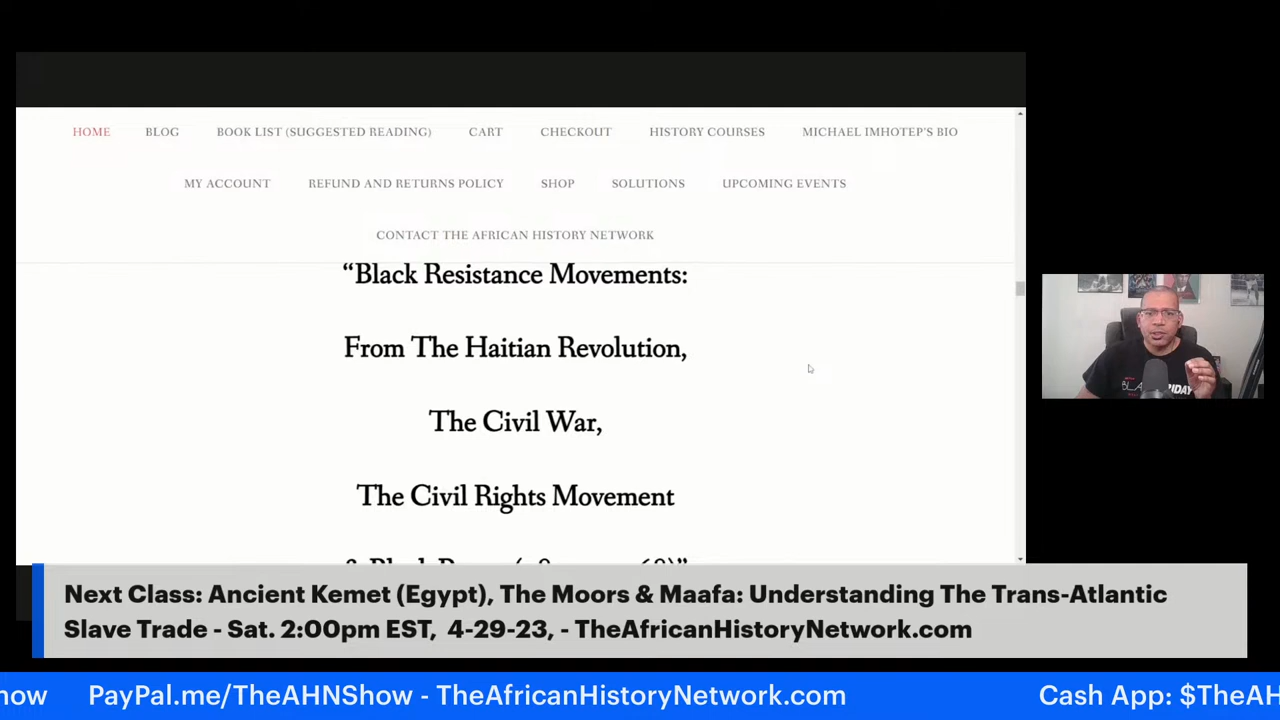 HOME BLOG BOOK LIST (SUGGESTED READING) CART CHECKOUT HISTORY COURSES MICHAEL IMHOTEP'S BIO
MY ACCOUNT REFUND AND RETURNS POLICY SHOP SOLUTIONS UPCOMING EVENTS
CONTACT THE AFRICAN HISTORY NETWORK
“Black Resistance Movements:
From The Haitian Revolution,
The Civil War,
The Civil Rights Movement
Next Class: Ancient Kemet (Egypt), The Moors & Maafa: Understanding The Trans-Atlantic
Slave Trade - Sat. 2:00pm EST, 4-29-23, - TheAfricanHistoryNetwork.com
how PayPal.me/TheAHNShow - TheAfricanHistoryNetwork.com Cash App: $TheAH